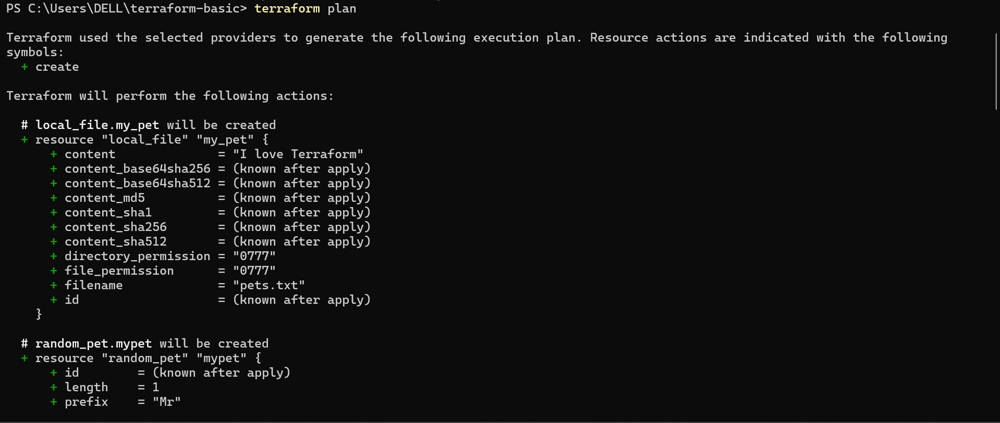 PS C:\Users\DELL\terraform-basic> terraform plan
Terraform used the selected providers to generate the following execution plan. Resource actions are indicated with the following
symbols:
  + create
Terraform will perform the following actions:
  # local_file.my_pet will be created
  + resource "local_file" "my_pet" {
      + content              = "I love Terraform"
      + content_base64sha256 = (known after apply)
      + content_base64sha512 = (known after apply)
      + content_md5          = (known after apply)
      + content_sha1         = (known after apply)
      + content_sha256       = (known after apply)
      + content_sha512       = (known after apply)
      + directory_permission = "0777"
      + file_permission      = "0777"
      + filename             = "pets.txt"
      + id                   = (known after apply)
    }
  # random_pet.mypet will be created
  + resource "random_pet" "mypet" {
      + id        = (known after apply)
      + length    = 1
      + prefix    = "Mr"